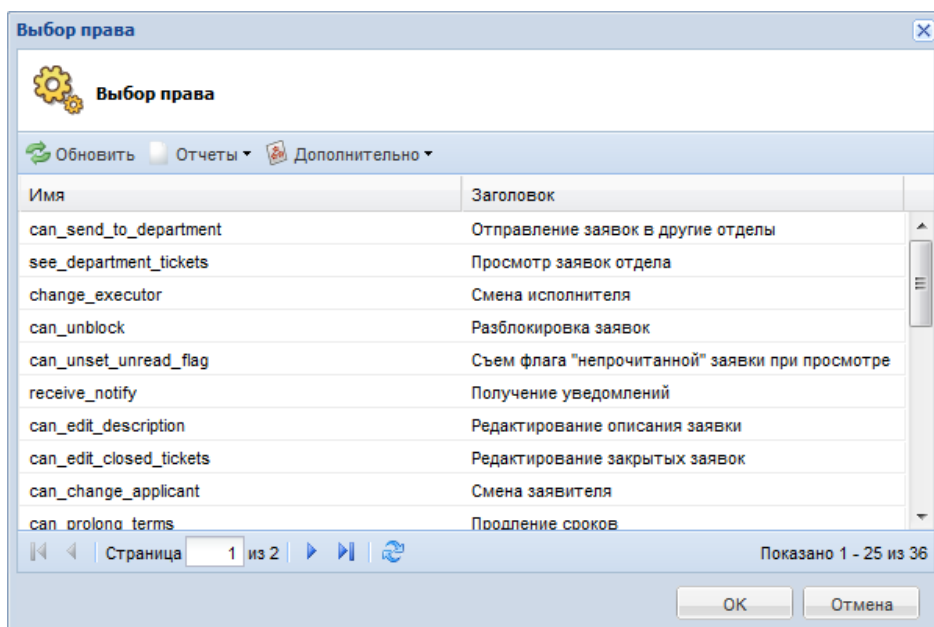 Выбор права
Выбор права
Обновить Отчеты Дополнительно
Имя Заголовок
can_send_to_department Отправление заявок в другие отделы
see_department_tickets Просмотр заявок отдела
change_executor Смена исполнителя
can_unblock Разблокировка заявок
can_unset_unread_flag Съем флага "непрочитанной" заявки при просмотре
receive_notify Получение уведомлений
can_edit_description Редактирование описания заявки
can_edit_closed_tickets Редактирование закрытых заявок
can_change_applicant Смена заявителя
can_prolong_terms Продление сроков
Страница 1 из 2 Показано 1 - 25 из 36
ОК Отмена